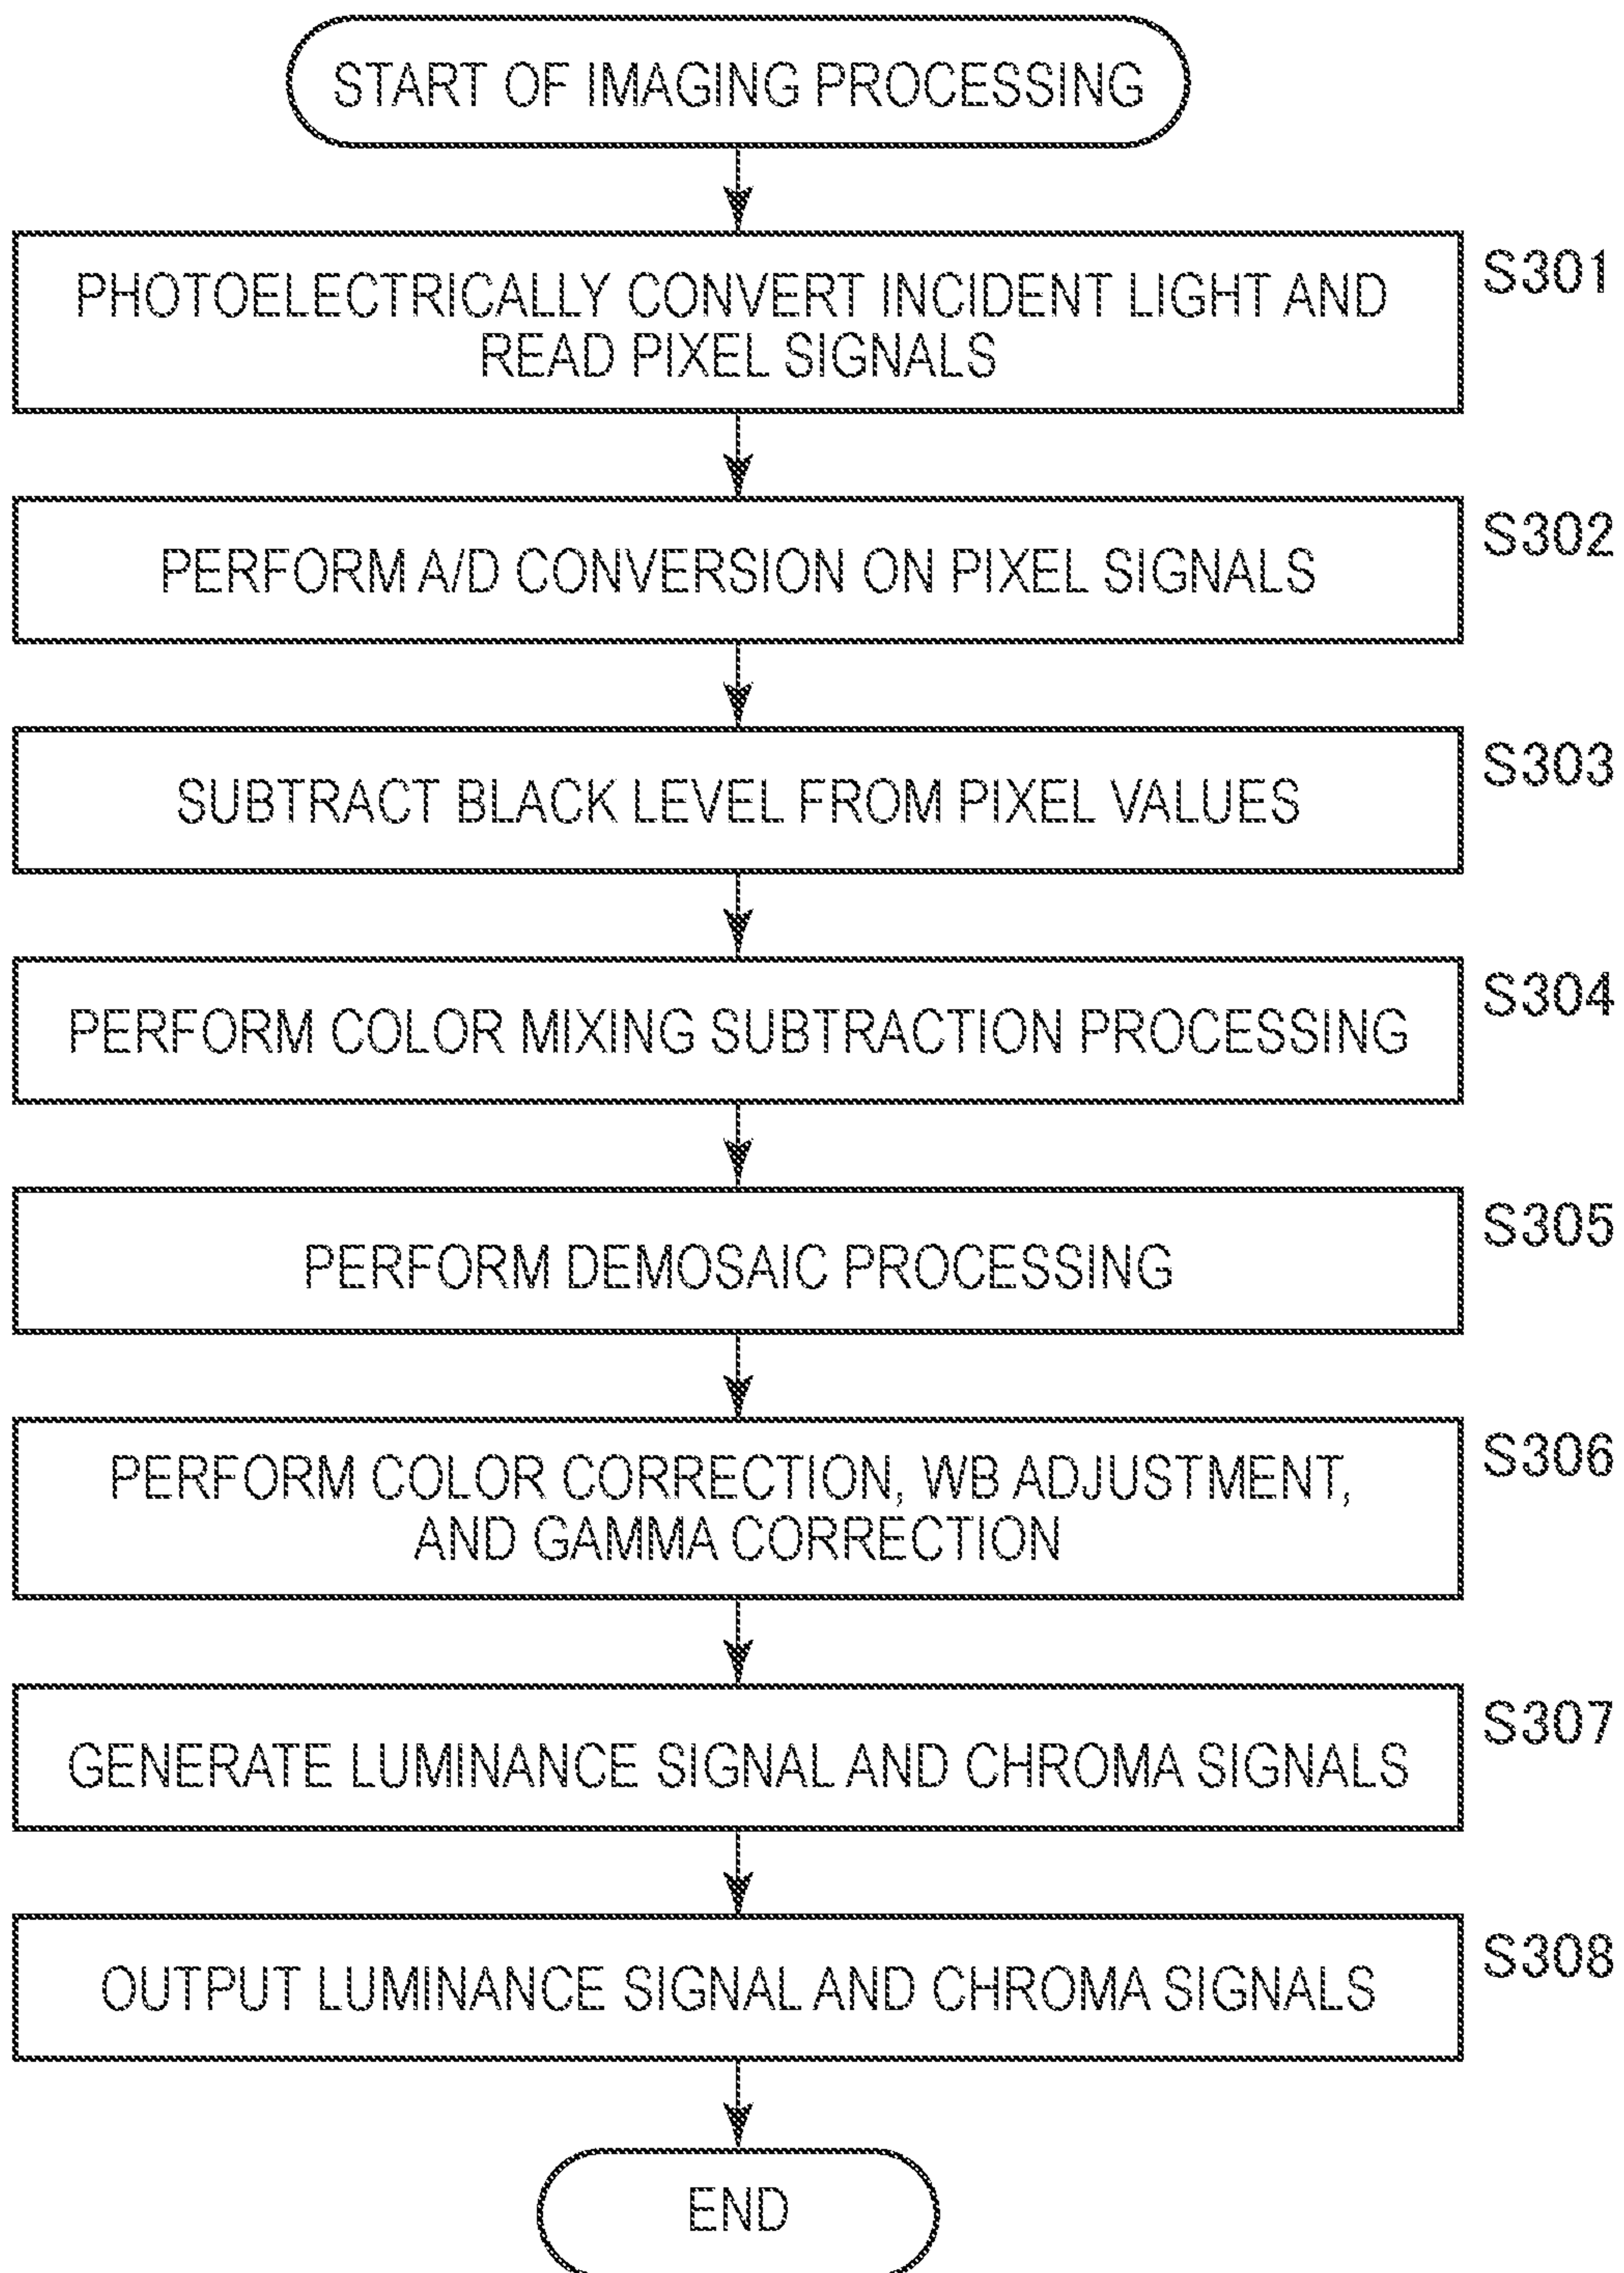 START OF IMAGING PROCESSING
PHOTOELECTRICALLY CONVERT INCIDENT LIGHT AND
READ PIXEL SIGNALS
S301
PERFORM A/D CONVERSION ON PIXEL SIGNALS
S302
SUBTRACT BLACK LEVEL FROM PIXEL VALUES
S303
PERFORM COLOR MIXING SUBTRACTION PROCESSING
S304
PERFORM DEMOSAIC PROCESSING
S305
PERFORM COLOR CORRECTION, WB ADJUSTMENT,
AND GAMMA CORRECTION
S306
GENERATE LUMINANCE SIGNAL AND CHROMA SIGNALS
S307
OUTPUT LUMINANCE SIGNAL AND CHROMA SIGNALS
S308
END